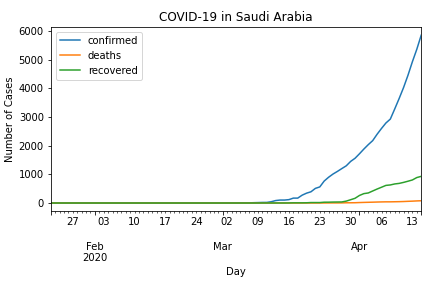 COVID-19 in Saudi Arabia
confirmed
deaths
recovered
Number of Cases
6000
5000
4000
3000
2000
1000
0
27 03 10 17 24 02 09 16 23 30 06 13
Feb Mar Apr
2020
Day